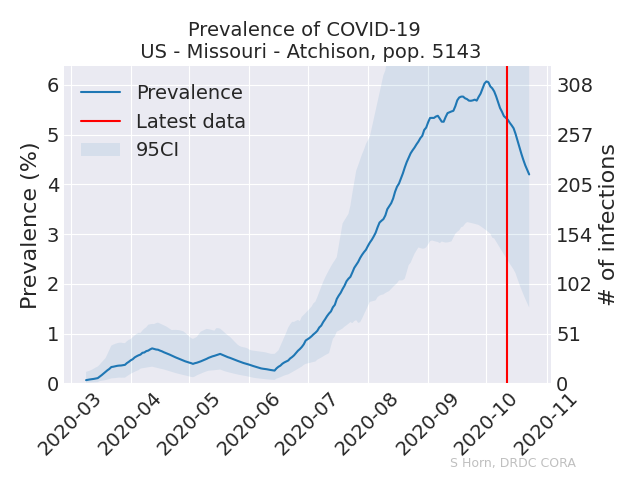 Prevalence of COVID-19
US - Missouri - Atchison, pop. 5143
Prevalence
Latest data
95CI
Prevalence (%)
6
5
4
3
2
1
0
308
257
205
154
102
51
0
# of infections
2020-03
2020-04
2020-05
2020-06
2020-07
2020-08
2020-09
2020-10
2020-11
S Horn, DRDC CORA